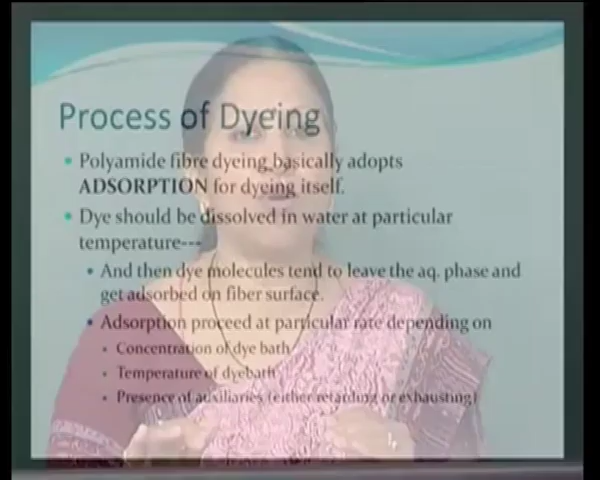 Process of Dyeing
• Polyamide fibre dyeing basically adopts
ADSORPTION for dyeing itself.
• Dye should be dissolved in water at particular
temperature---
• And then dye molecules tend to leave the aq. phase and
get adsorbed on fiber surface.
• Adsorption proceed at particular rate depending on
• Concentration of dye bath
• Temperature of dyebath
• Presence of auxiliaries (either retarding or exhausting)